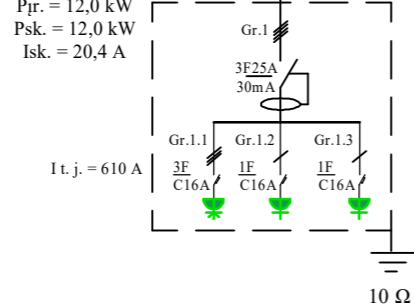 Pįr. = 12,0 kW
Psk. = 12,0 kW
Isk. = 20,4 A
Gr.1
3F25A
30mA
Gr.1.1 Gr.1.2 Gr.1.3
I t. j. = 610 A
3F 1F 1F
C16A C16A C16A
10 Ω